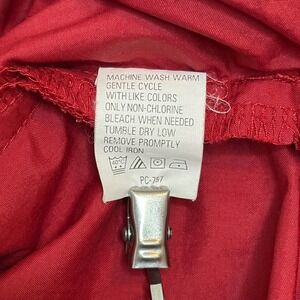 MACHINE WASH WARM
GENTLE CYCLE
WITH LIKE COLORS
ONLY NON-CHLORINE
BLEACH WHEN NEEDED
TUMBLE DRY LOW
REMOVE PROMPTLY
COOL IRON
40°C
PC-757